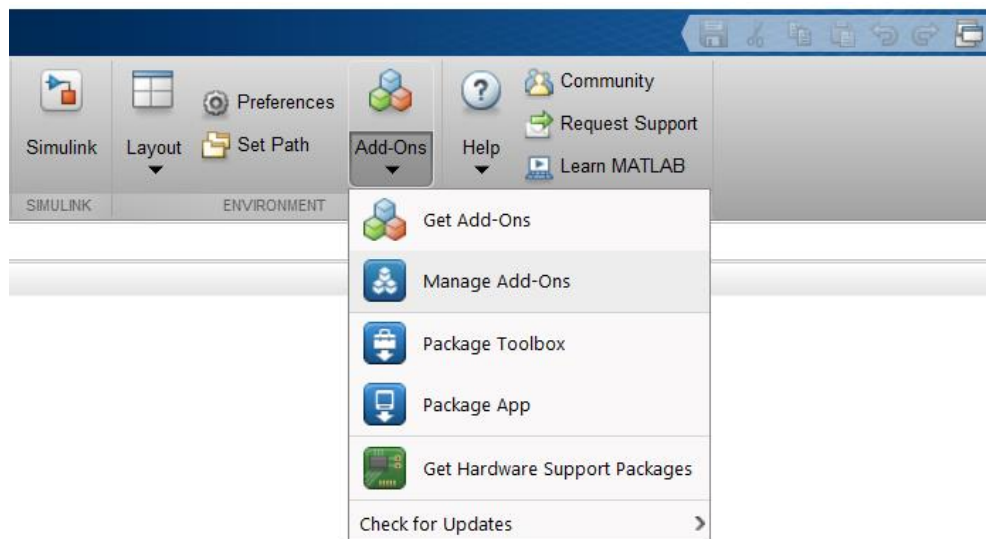 Simulink
Layout
Preferences
Set Path
Add-Ons
Help
Community
Request Support
Learn MATLAB
SIMULINK
ENVIRONMENT
Get Add-Ons
Manage Add-Ons
Package Toolbox
Package App
Get Hardware Support Packages
Check for Updates